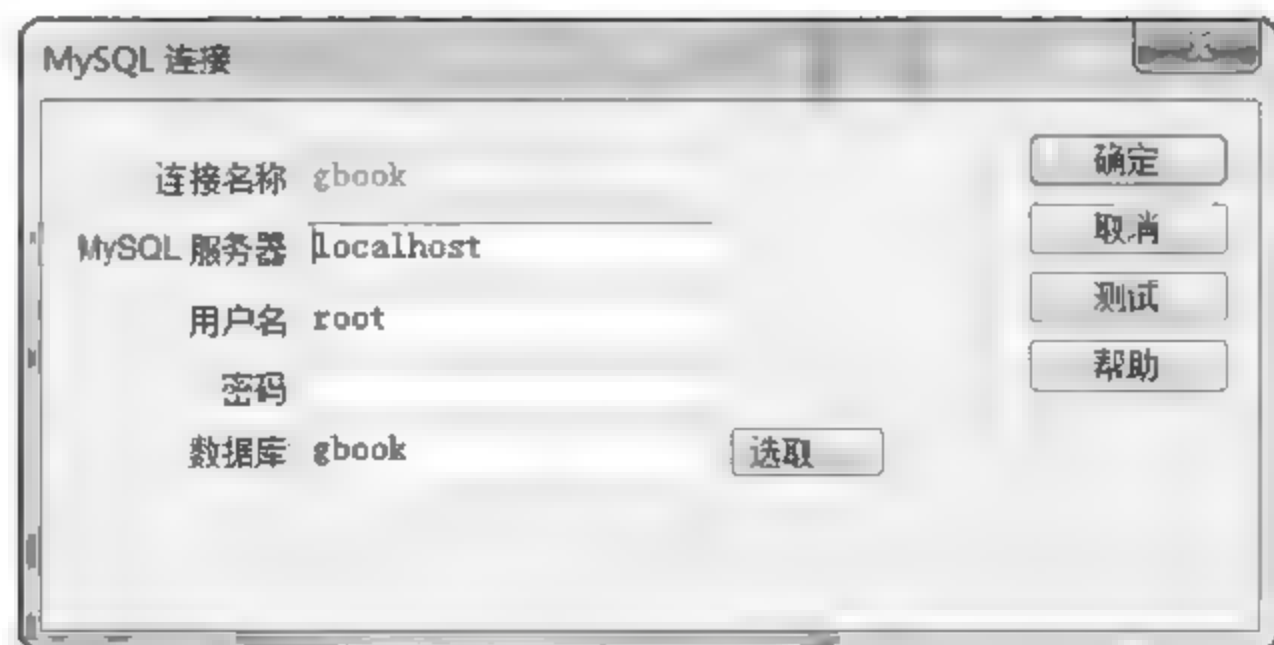 MySQL 连接
连接名称 gbook
MySQL 服务器 localhost
用户名 root
密码
数据库 gbook 选取
确定
取消
测试
帮助